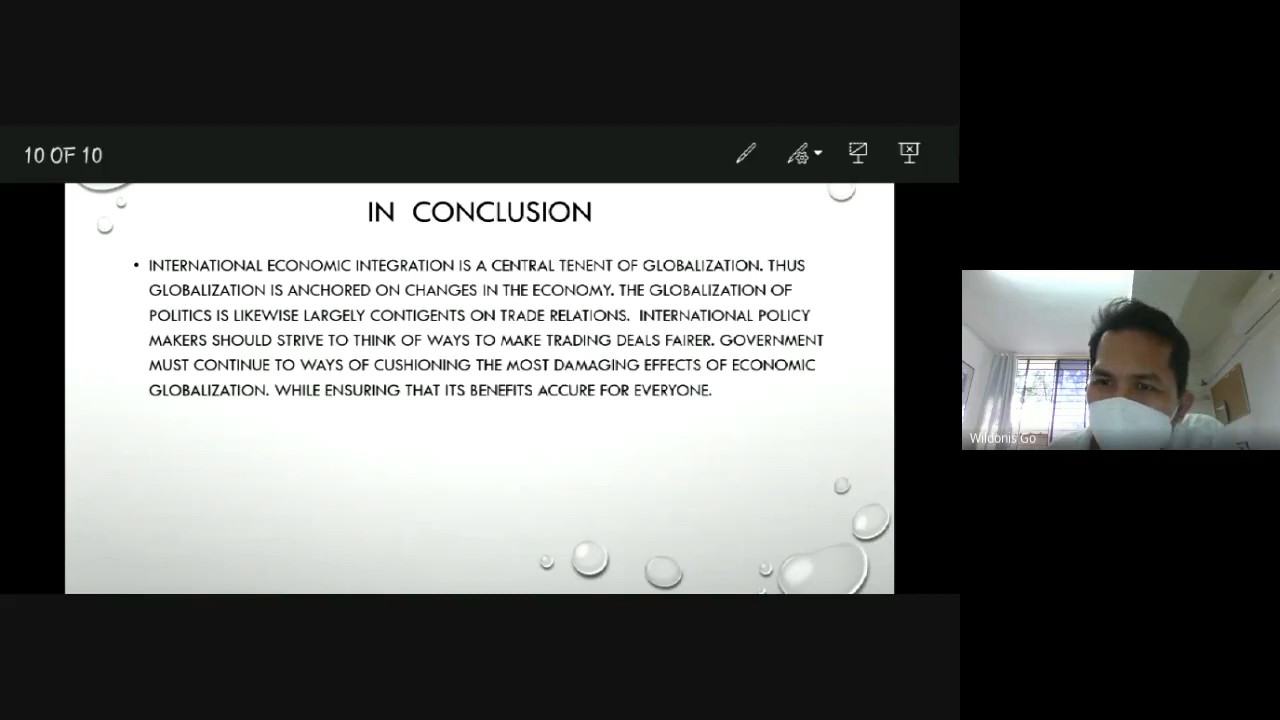 10 OF 10
IN CONCLUSION
• INTERNATIONAL ECONOMIC INTEGRATION IS A CENTRAL TENENT OF GLOBALIZATION. THUS
GLOBALIZATION IS ANCHORED ON CHANGES IN THE ECONOMY. THE GLOBALIZATION OF
POLITICS IS LIKEWISE LARGELY CONTIGENTS ON TRADE RELATIONS. INTERNATIONAL POLICY
MAKERS SHOULD STRIVE TO THINK OF WAYS TO MAKE TRADING DEALS FAIRER. GOVERNMENT
MUST CONTINUE TO WAYS OF CUSHIONING THE MOST DAMAGING EFFECTS OF ECONOMIC
GLOBALIZATION. WHILE ENSURING THAT ITS BENEFITS ACCURE FOR EVERYONE.
Wildonis Go